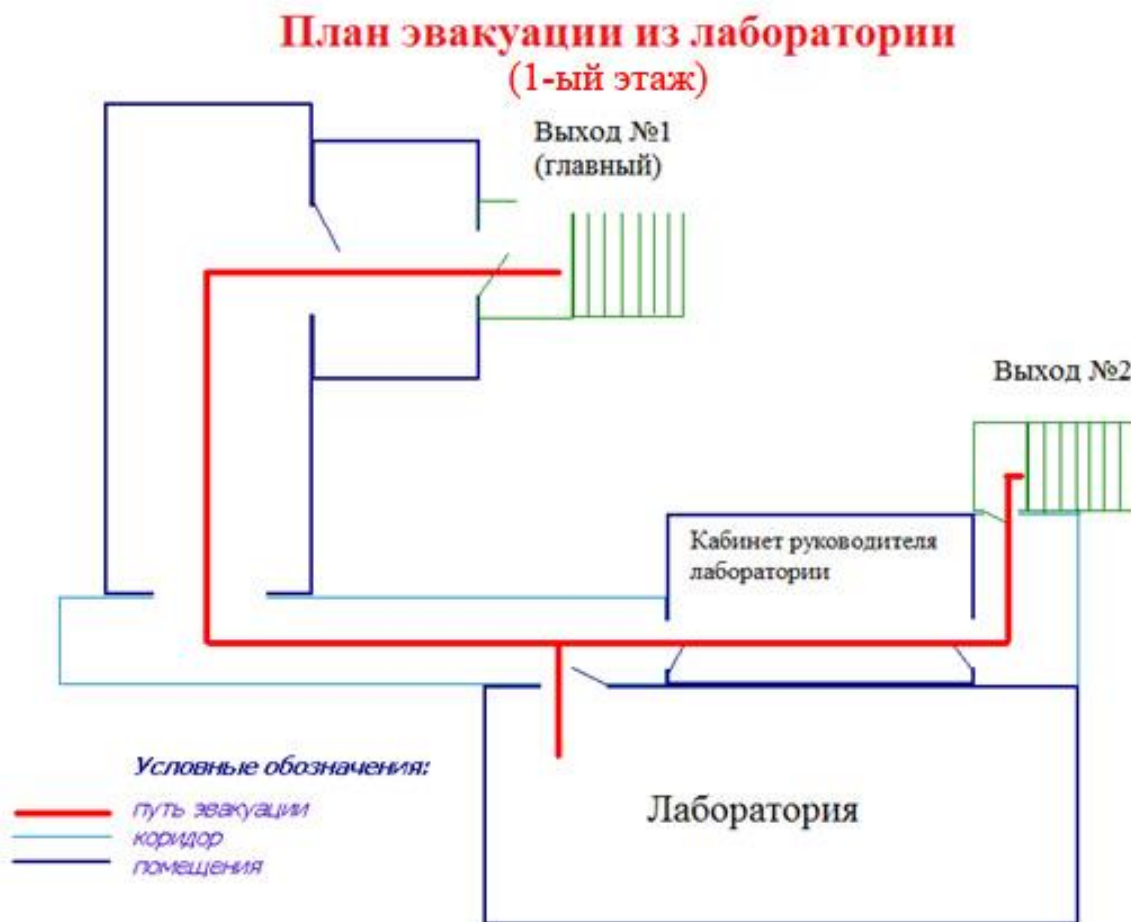 План эвакуации из лаборатории
(1-ый этаж)
Выход №1
(главный)
Выход №2
Кабинет руководителя
лаборатории
Лаборатория
Условные обозначения:
путь эвакуации
коридор
помещения